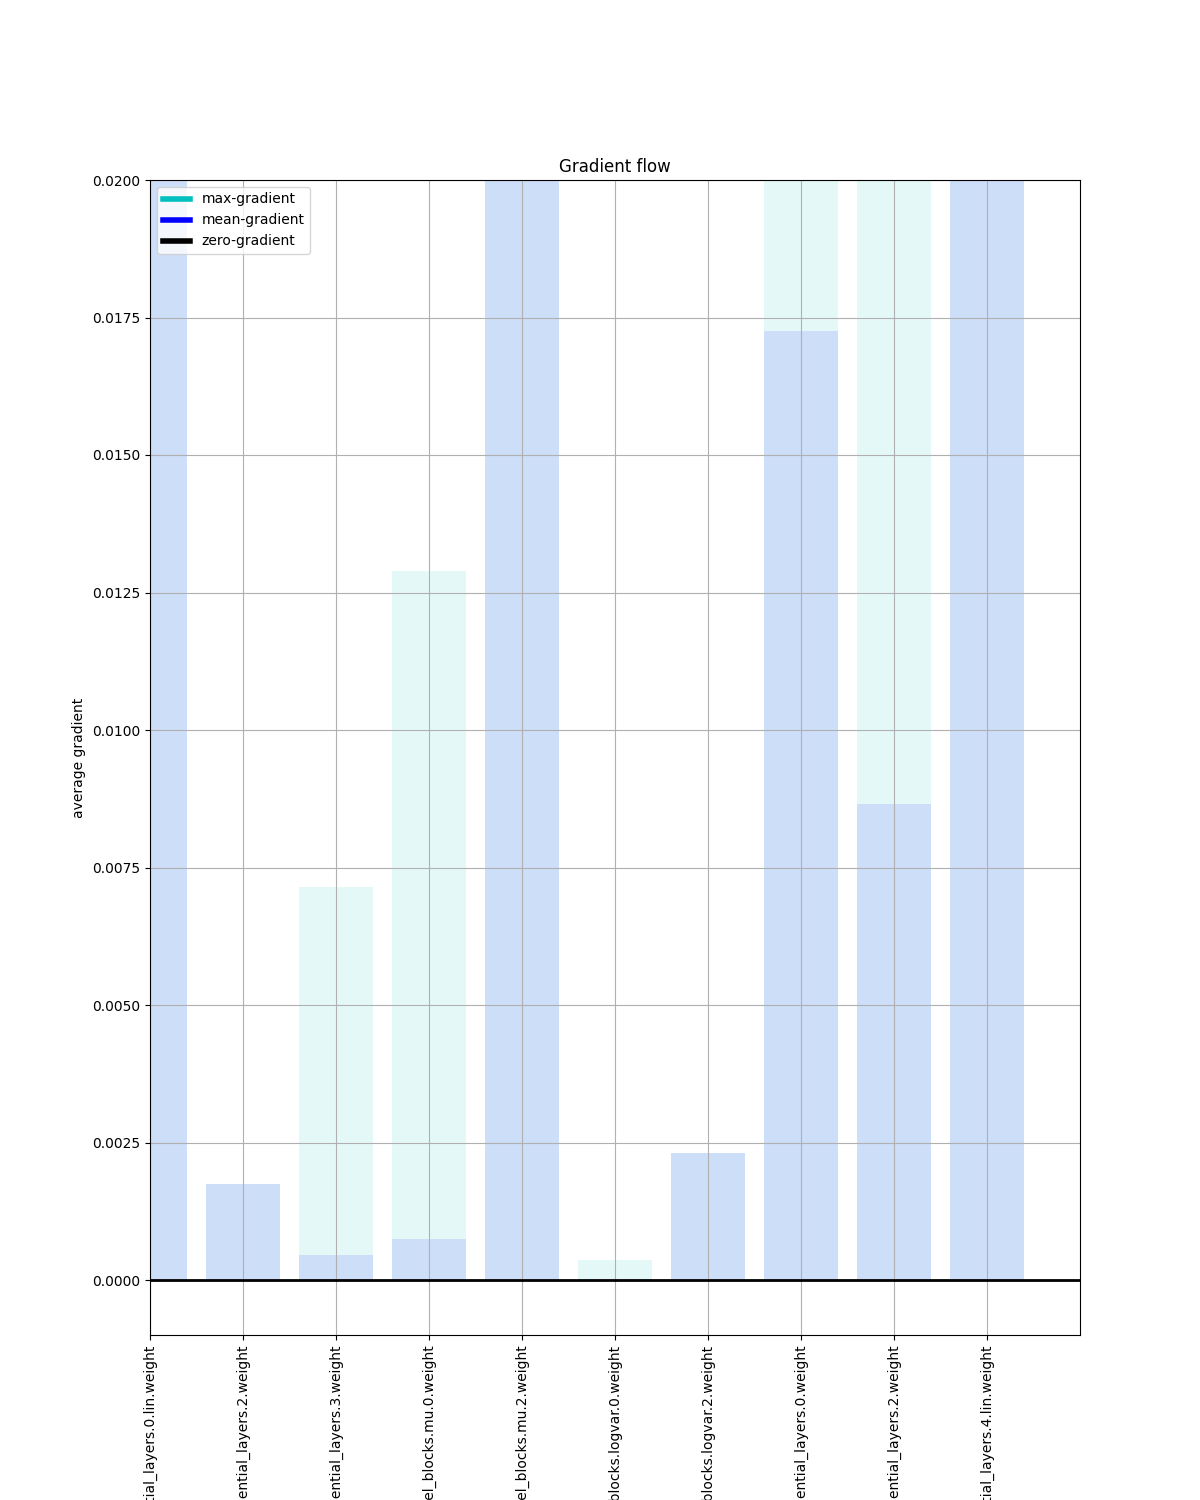 Gradient flow
0.0200
max-gradient
mean-gradient
zero-gradient
0.0175
0.0150
0.0125
0.0100
0.0075
0.0050
0.0025
0.0000
average gradient
tial_layers.0.lin.weight
ential_layers.2.weight
ential_layers.3.weight
el_blocks.mu.0.weight
el_blocks.mu.2.weight
blocks.logvar.0.weight
blocks.logvar.2.weight
ential_layers.0.weight
ential_layers.2.weight
tial_layers.4.lin.weight